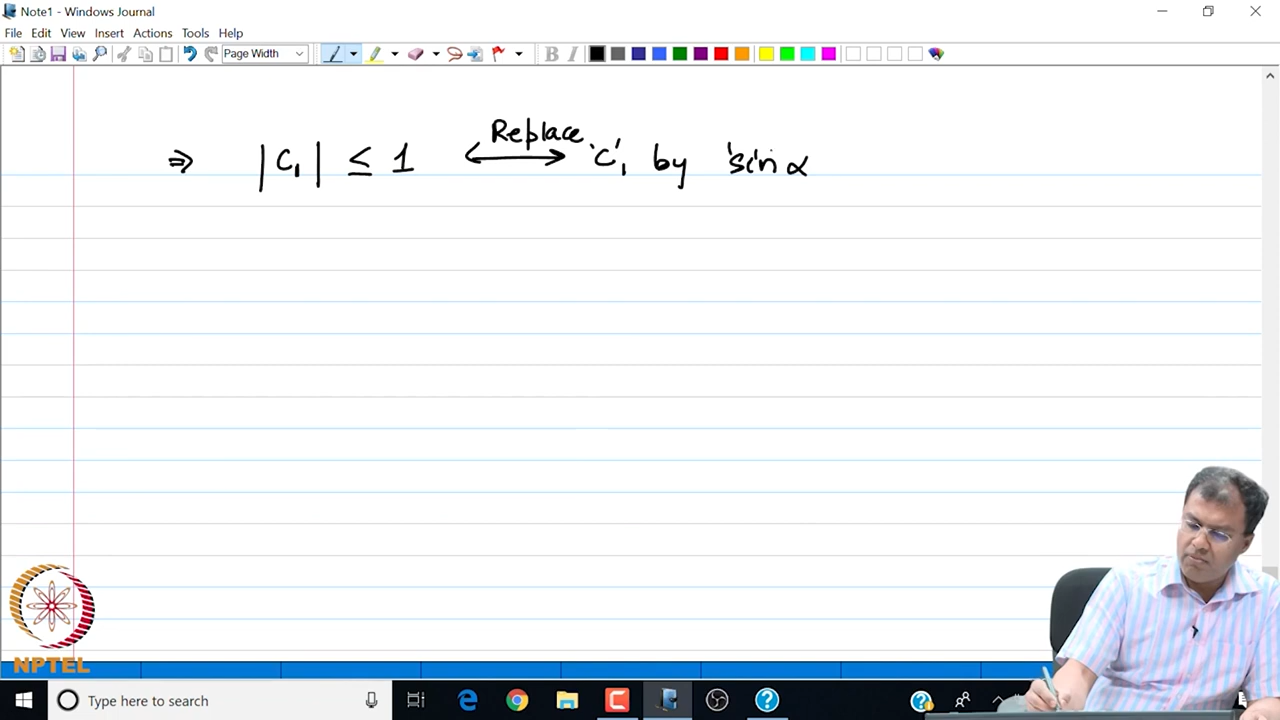 Note1 - Windows Journal
File Edit View Insert Actions Tools Help
Page Width
B I
⇒ |C₁| ≤ 1 ⟷ Replace 'C₁' by 'sin α
NPTEL
Type here to search